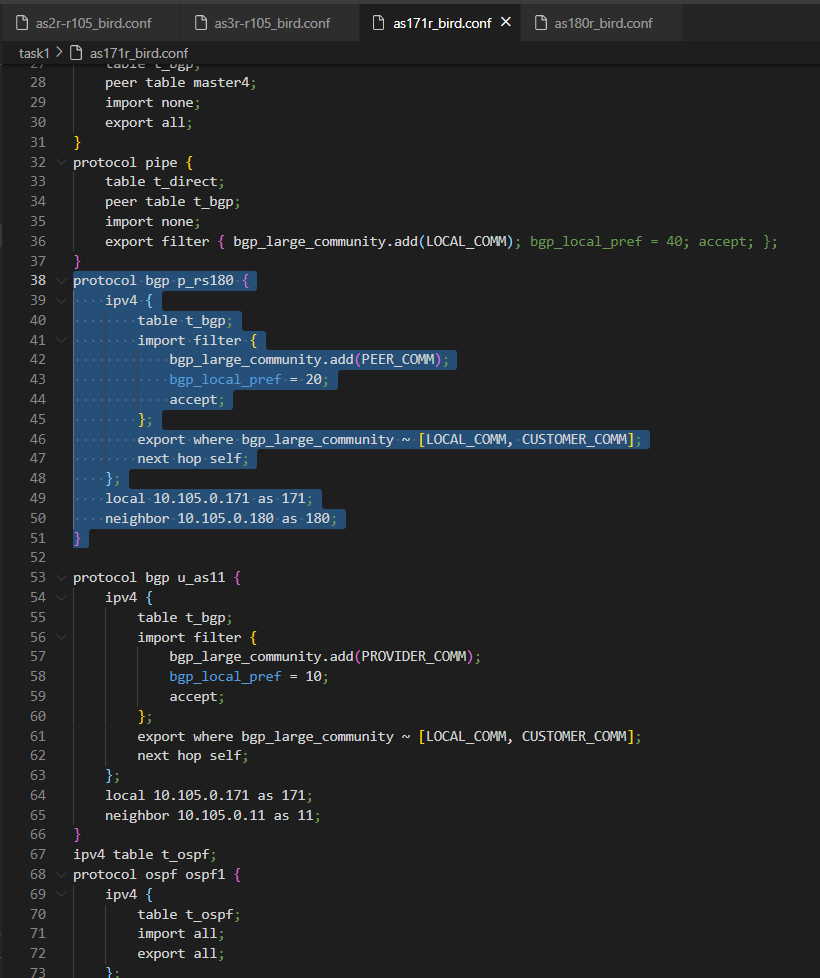 as2r-r105_bird.conf as3r-r105_bird.conf as171r_bird.conf × as180r_bird.conf
task1 > as171r_bird.conf
27 table t_bgp;
28 peer table master4;
29 import none;
30 export all;
31 }
32 protocol pipe {
33 table t_direct;
34 peer table t_bgp;
35 import none;
36 export filter { bgp_large_community.add(LOCAL_COMM); bgp_local_pref = 40; accept; };
37 }
38 protocol bgp p_rs180 {
39 ipv4 {
40 table t_bgp;
41 import filter {
42 bgp_large_community.add(PEER_COMM);
43 bgp_local_pref = 20;
44 accept;
45 };
46 export where bgp_large_community ~ [LOCAL_COMM, CUSTOMER_COMM];
47 next hop self;
48 };
49 local 10.105.0.171 as 171;
50 neighbor 10.105.0.180 as 180;
51 }
52
53 protocol bgp u_as11 {
54 ipv4 {
55 table t_bgp;
56 import filter {
57 bgp_large_community.add(PROVIDER_COMM);
58 bgp_local_pref = 10;
59 accept;
60 };
61 export where bgp_large_community ~ [LOCAL_COMM, CUSTOMER_COMM];
62 next hop self;
63 };
64 local 10.105.0.171 as 171;
65 neighbor 10.105.0.11 as 11;
66 }
67 ipv4 table t_ospf;
68 protocol ospf ospf1 {
69 ipv4 {
70 table t_ospf;
71 import all;
72 export all;
73 };